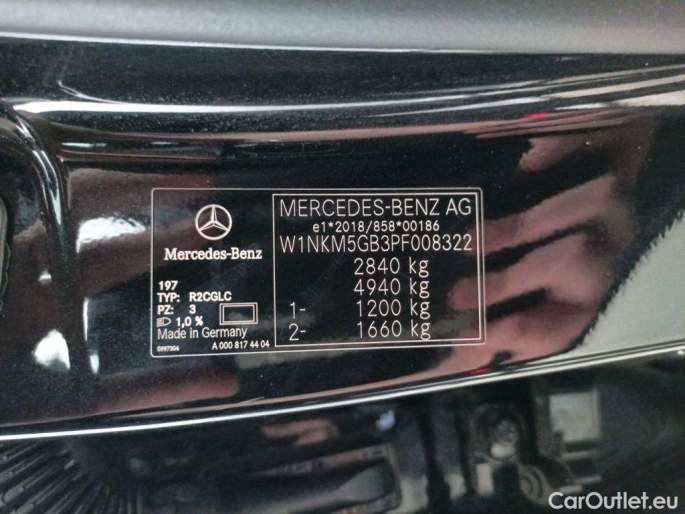 Mercedes-Benz
197
TYP: R2CGLC
PZ: 3
1,0 %
Made in Germany
A 000 817 44 04
MERCEDES-BENZ AG
e1*2018/858*00186
W1NKM5GB3PF008322
2840 kg
4940 kg
1- 1200 kg
2- 1660 kg
CarOutlet.eu